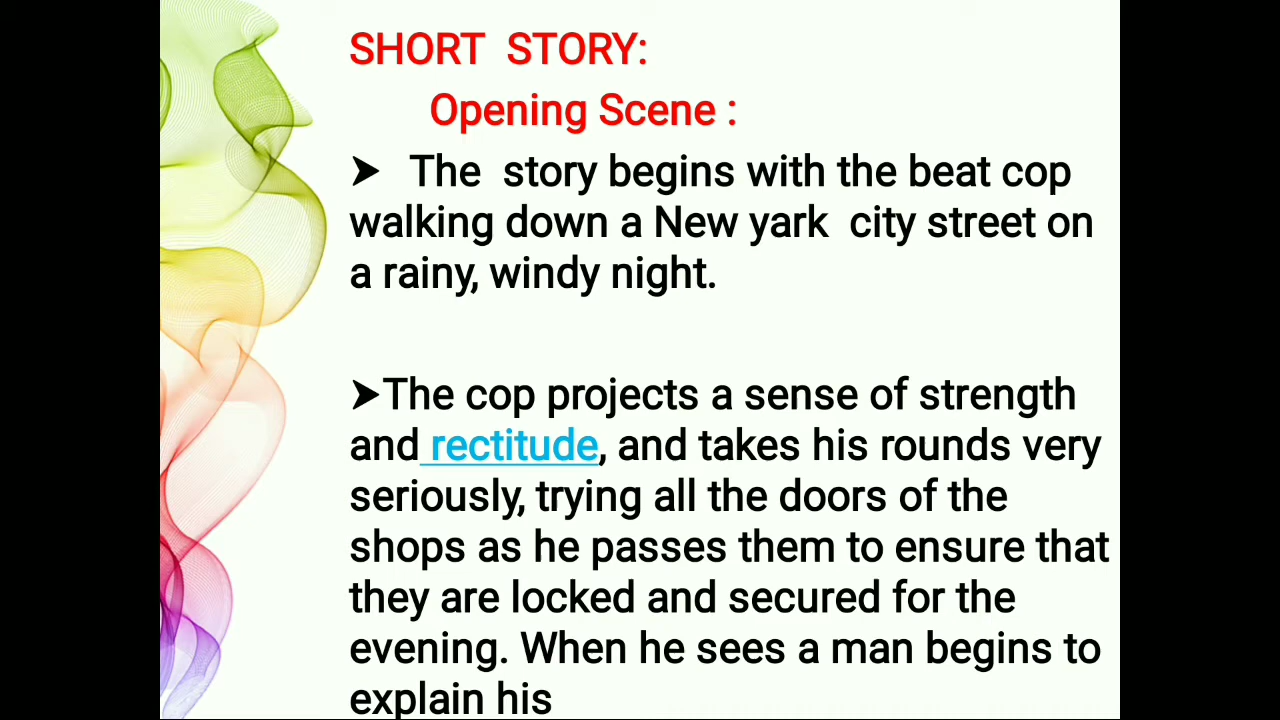 SHORT STORY:
Opening Scene :
➤ The story begins with the beat cop
walking down a New yark city street on
a rainy, windy night.
➤The cop projects a sense of strength
and rectitude, and takes his rounds very
seriously, trying all the doors of the
shops as he passes them to ensure that
they are locked and secured for the
evening. When he sees a man begins to
explain his